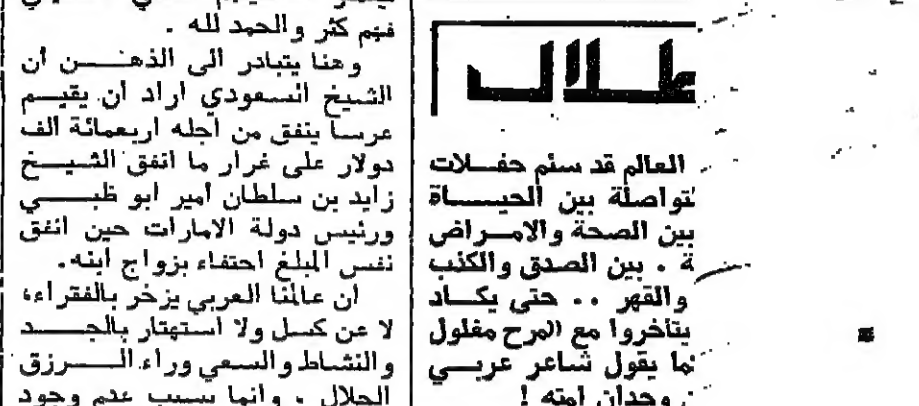 طلال
العالم قد سئم حفلات
لتواصلة بين الحياة
بين الصحة والامراض
ة . بين الصدق والكذب
والقهر .. حتى يكاد
يتاخروا مع المرح مغلول
ما يقول شاعر عربي
وجدان امته !
فهم كثر والحمد لله .
وهنا يتبادر الى الذهن ان
الشيخ السعودي اراد ان يقيم
عرسا ينفق من اجله اربعمائة الف
دولار على غرار ما انفق الشيخ
زايد بن سلطان امير ابو ظبي
ورئيس دولة الامارات حين انفق
نفس المبلغ احتفاء بزواج ابنه.
ان عالمنا العربي يزخر بالفقراء،
لا عن كسل ولا استهتار بالجد
والنشاط والسعي وراء الرزق
الحلال ، وانما بسبب عدم وجود